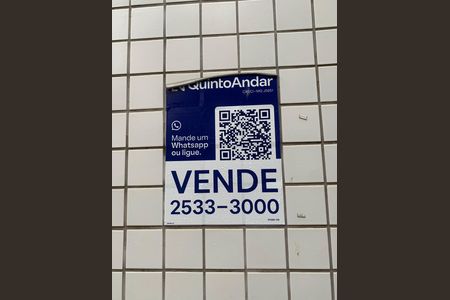 QuintoAndar
Mande um
Whatsapp
ou ligue.
VENDE
2533-3000